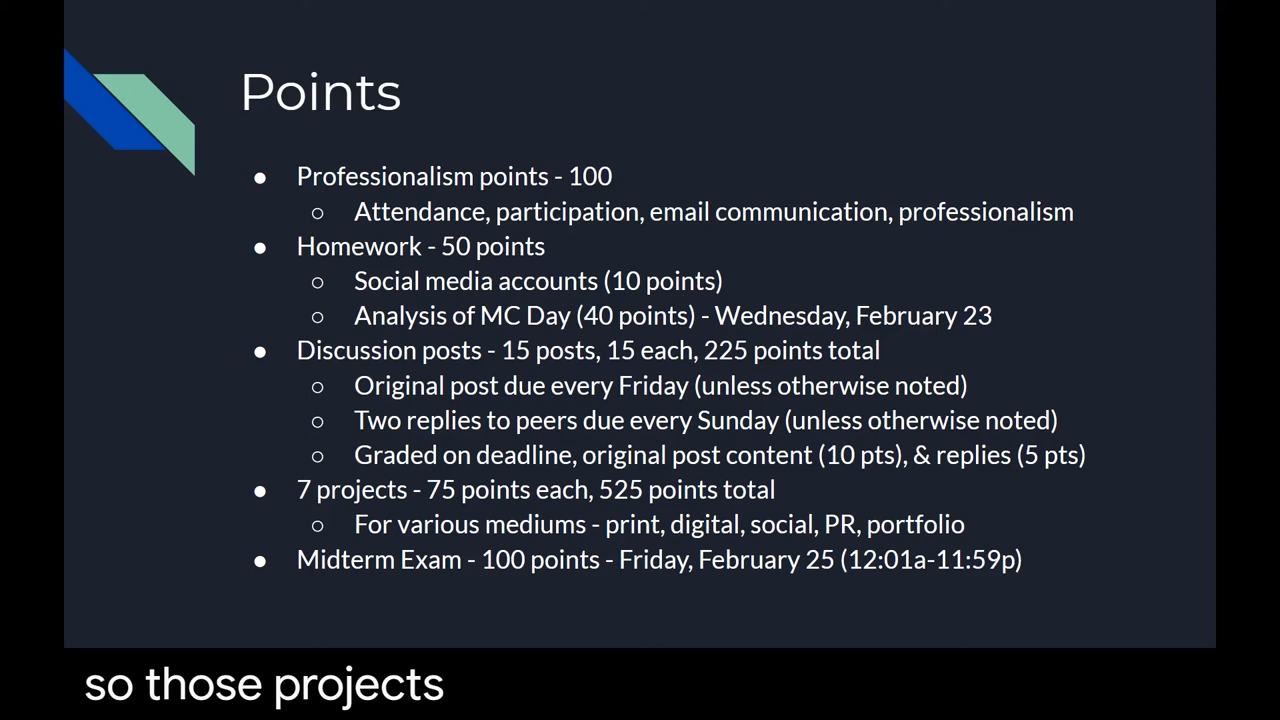 Points
● Professionalism points - 100
○ Attendance, participation, email communication, professionalism
● Homework - 50 points
○ Social media accounts (10 points)
○ Analysis of MC Day (40 points) - Wednesday, February 23
● Discussion posts - 15 posts, 15 each, 225 points total
○ Original post due every Friday (unless otherwise noted)
○ Two replies to peers due every Sunday (unless otherwise noted)
○ Graded on deadline, original post content (10 pts), & replies (5 pts)
● 7 projects - 75 points each, 525 points total
○ For various mediums - print, digital, social, PR, portfolio
● Midterm Exam - 100 points - Friday, February 25 (12:01a-11:59p)
so those projects